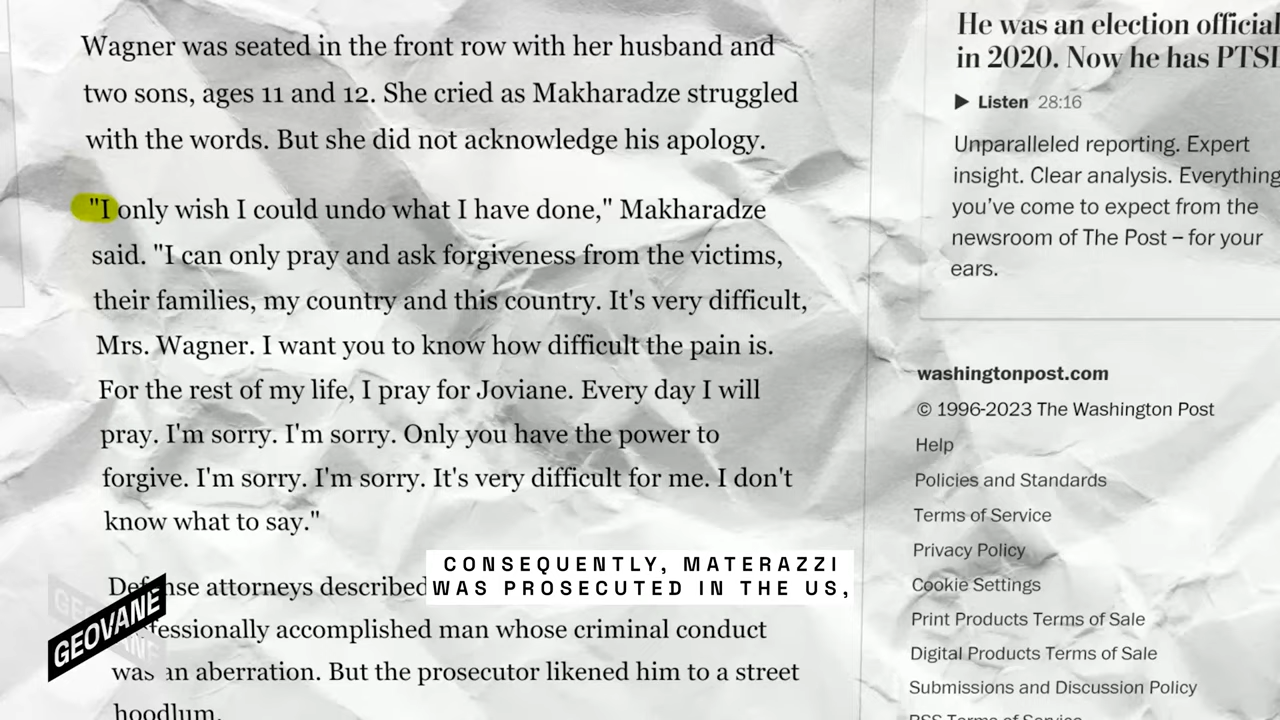 Wagner was seated in the front row with her husband and
two sons, ages 11 and 12. She cried as Makharadze struggled
with the words. But she did not acknowledge his apology.
"I only wish I could undo what I have done," Makharadze
said. "I can only pray and ask forgiveness from the victims,
their families, my country and this country. It's very difficult,
Mrs. Wagner. I want you to know how difficult the pain is.
For the rest of my life, I pray for Joviane. Every day I will
pray. I'm sorry. I'm sorry. Only you have the power to
forgive. I'm sorry. I'm sorry. It's very difficult for me. I don't
know what to say."
Defense attorneys described
man whose criminal conduct
was an aberration. But the prosecutor likened him to a street
hoodlum.
CONSEQUENTLY, MATERAZZI
WAS PROSECUTED IN THE US,
GEOVANE
He was an election official
in 2020. Now he has
Listen 28:16
Unparalleled reporting. Expert
insight. Clear analysis. Everything
you've come to expect from the
newsroom of The Post – for your
ears.
washingtonpost.com
© 1996-2023 The Washington Post
Help
Policies and Standards
Terms of Service
Privacy Policy
Cookie Settings
Print Products Terms of Sale
Digital Products Terms of Sale
Submissions and Discussion Policy
RSS Terms of Service